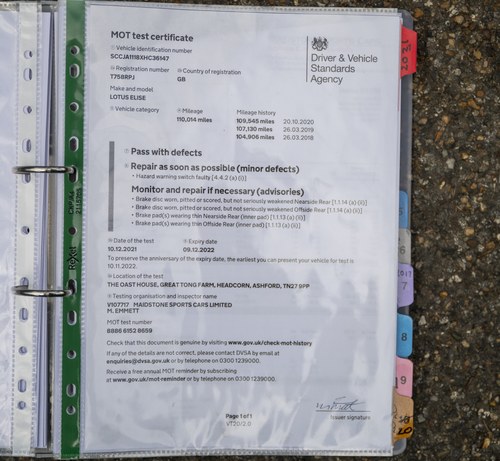 MOT test certificate
Vehicle identification number
SCCJA111BXHC36147
Registration number
T758RPJ
Country of registration
GB
Make and model
LOTUS ELISE
Vehicle category
Mileage
110,014 miles
Mileage history
109,545 miles 20.10.2020
107,130 miles 26.03.2019
104,906 miles 26.03.2018
Driver & Vehicle
Standards
Agency
Pass with defects
Repair as soon as possible (minor defects)
• Hazard warning switch faulty [4.4.2 (a) (i)]
Monitor and repair if necessary (advisories)
• Brake disc worn, pitted or scored, but not seriously weakened Nearside Rear [1.1.14 (a) (ii)]
• Brake disc worn, pitted or scored, but not seriously weakened Offside Rear [1.1.14 (a) (ii)]
• Brake pad(s) wearing thin Nearside Rear (inner pad) [1.1.13 (a) (ii)]
• Brake pad(s) wearing thin Offside Rear (inner pad) [1.1.13 (a) (ii)]
Date of the test
10.12.2021
Expiry date
09.12.2022
To preserve the anniversary of the expiry date, the earliest you can present your vehicle for test is
10.11.2022.
Location of the test
THE OAST HOUSE, GREAT TONG FARM, HEADCORN, ASHFORD, TN27 8PP
Testing organisation and inspector name
V107717 MAIDSTONE SPORTS CARS LIMITED
M. EMMETT
MOT test number
8886 6152 8659
Check that this document is genuine by visiting www.gov.uk/check-mot-history
If any of the details are not correct, please contact DVSA by email at
enquiries@dvsa.gov.uk or by telephone on 0300 1239000.
Receive a free annual MOT reminder by subscribing
at www.gov.uk/mot-reminder or by telephone on 0300 1239000.
Page 1 of 1
VT20/2.0
Issuer signature
Rexel
6
7
8
9